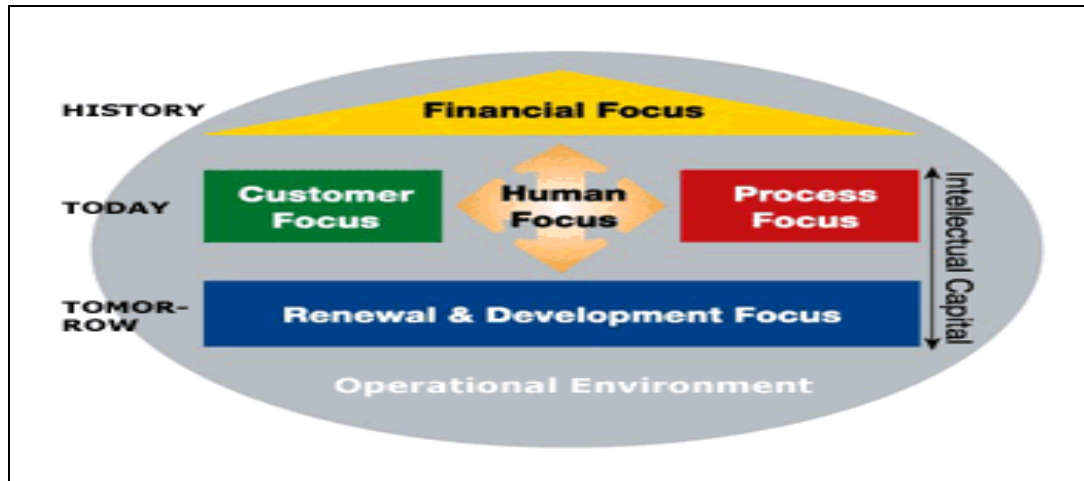 HISTORY
Financial Focus
TODAY
Customer
Focus
Human
Focus
Process
Focus
Intellectual Capital
TOMOR-
ROW
Renewal & Development Focus
Operational Environment